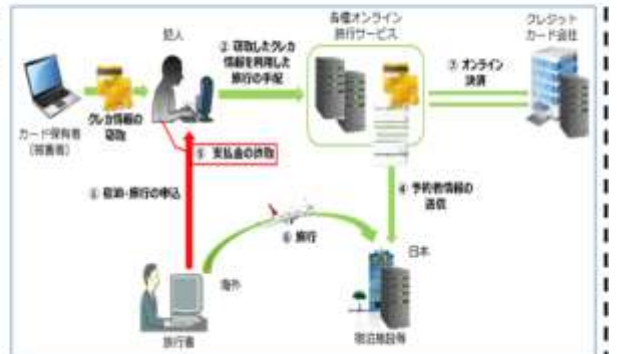 各種オンライン
旅行サービス
クレジット
カード会社
犯人
② 窃取したクレカ
情報を利用した
旅行の手配
③ オンライン
決済
クレカ情報の
窃取
カード保有者
(被害者)
⑤ 支払金の詐取
① 宿泊・旅行の申込
④ 予約者情報の
送信
⑥ 旅行
日本
海外
旅行者
宿泊施設等